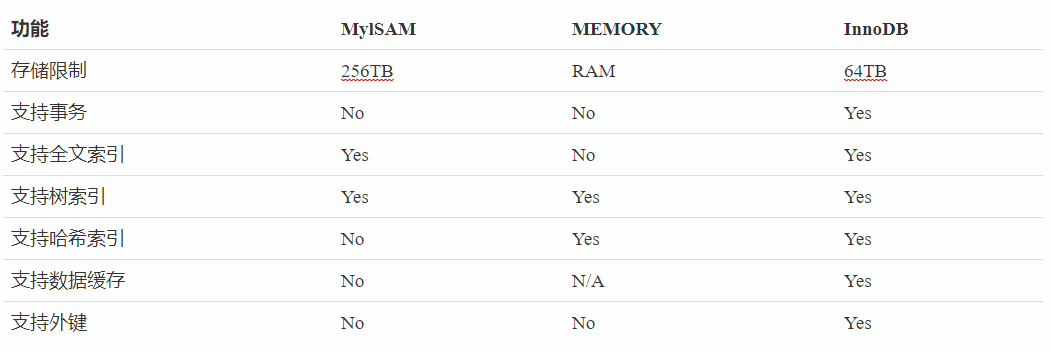 功能 MylSAM MEMORY InnoDB
存储限制 256TB RAM 64TB
支持事务 No No Yes
支持全文索引 Yes No Yes
支持树索引 Yes Yes Yes
支持哈希索引 No Yes Yes
支持数据缓存 No N/A Yes
支持外键 No No Yes